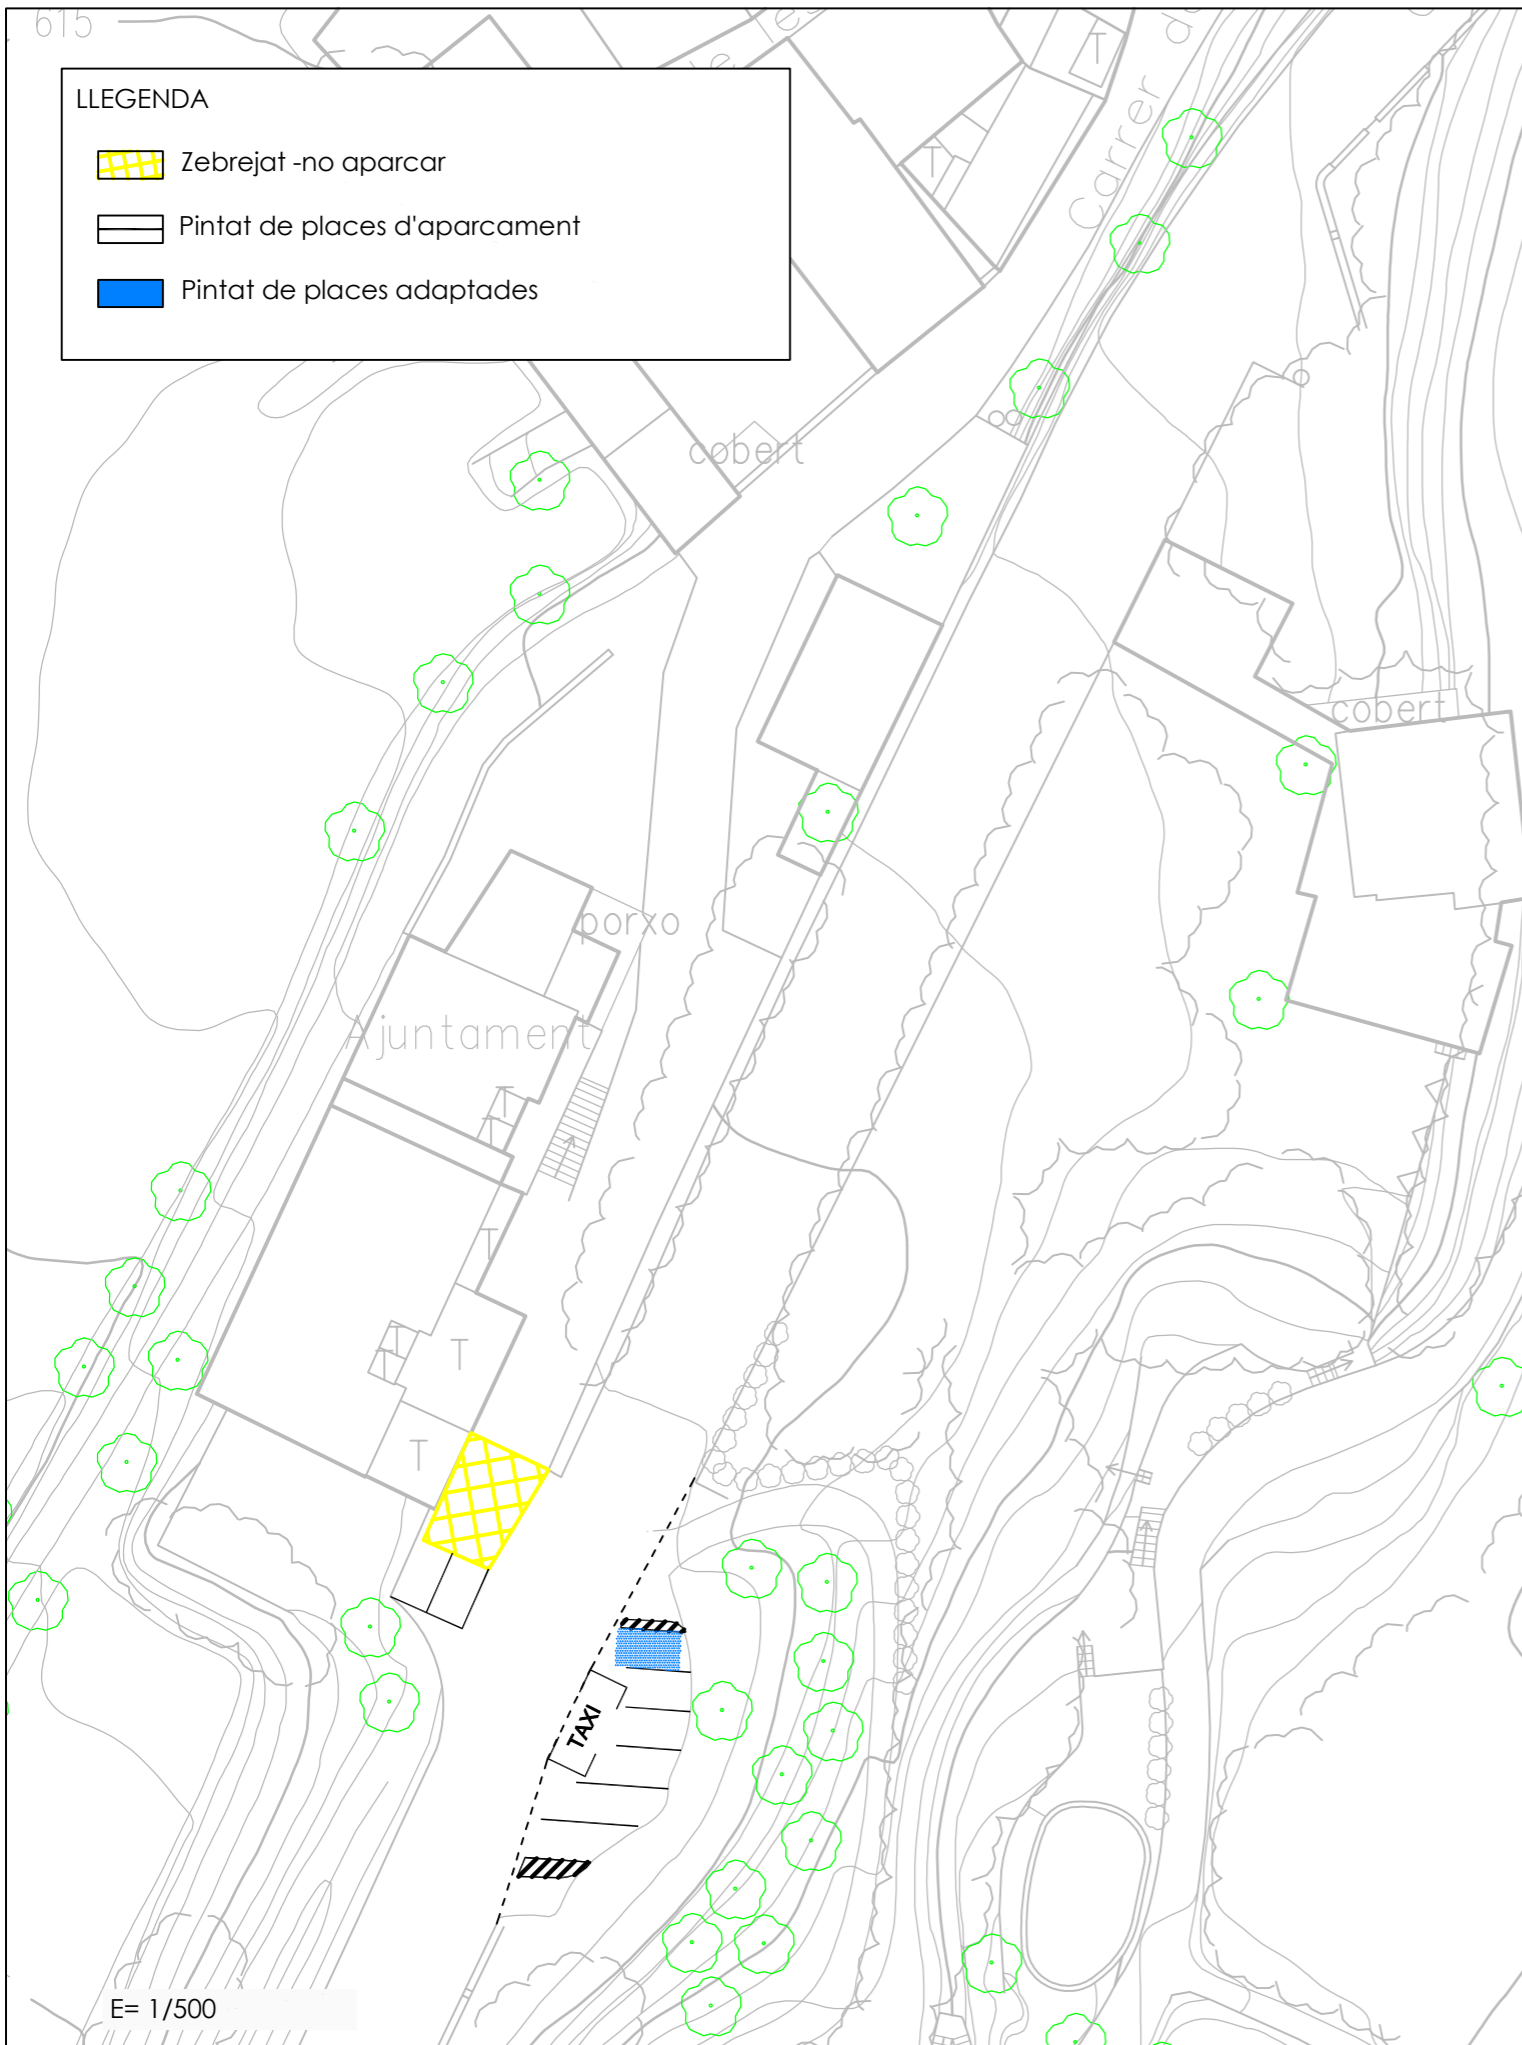 615
LLEGENDA
Zebrejat -no aparcar
Pintat de places d'aparcament
Pintat de places adaptades
T
Carrer
T
cobert
cobert
porxo
Ajuntament
T
T
T
T
T
T
T
TAXI
E= 1/500